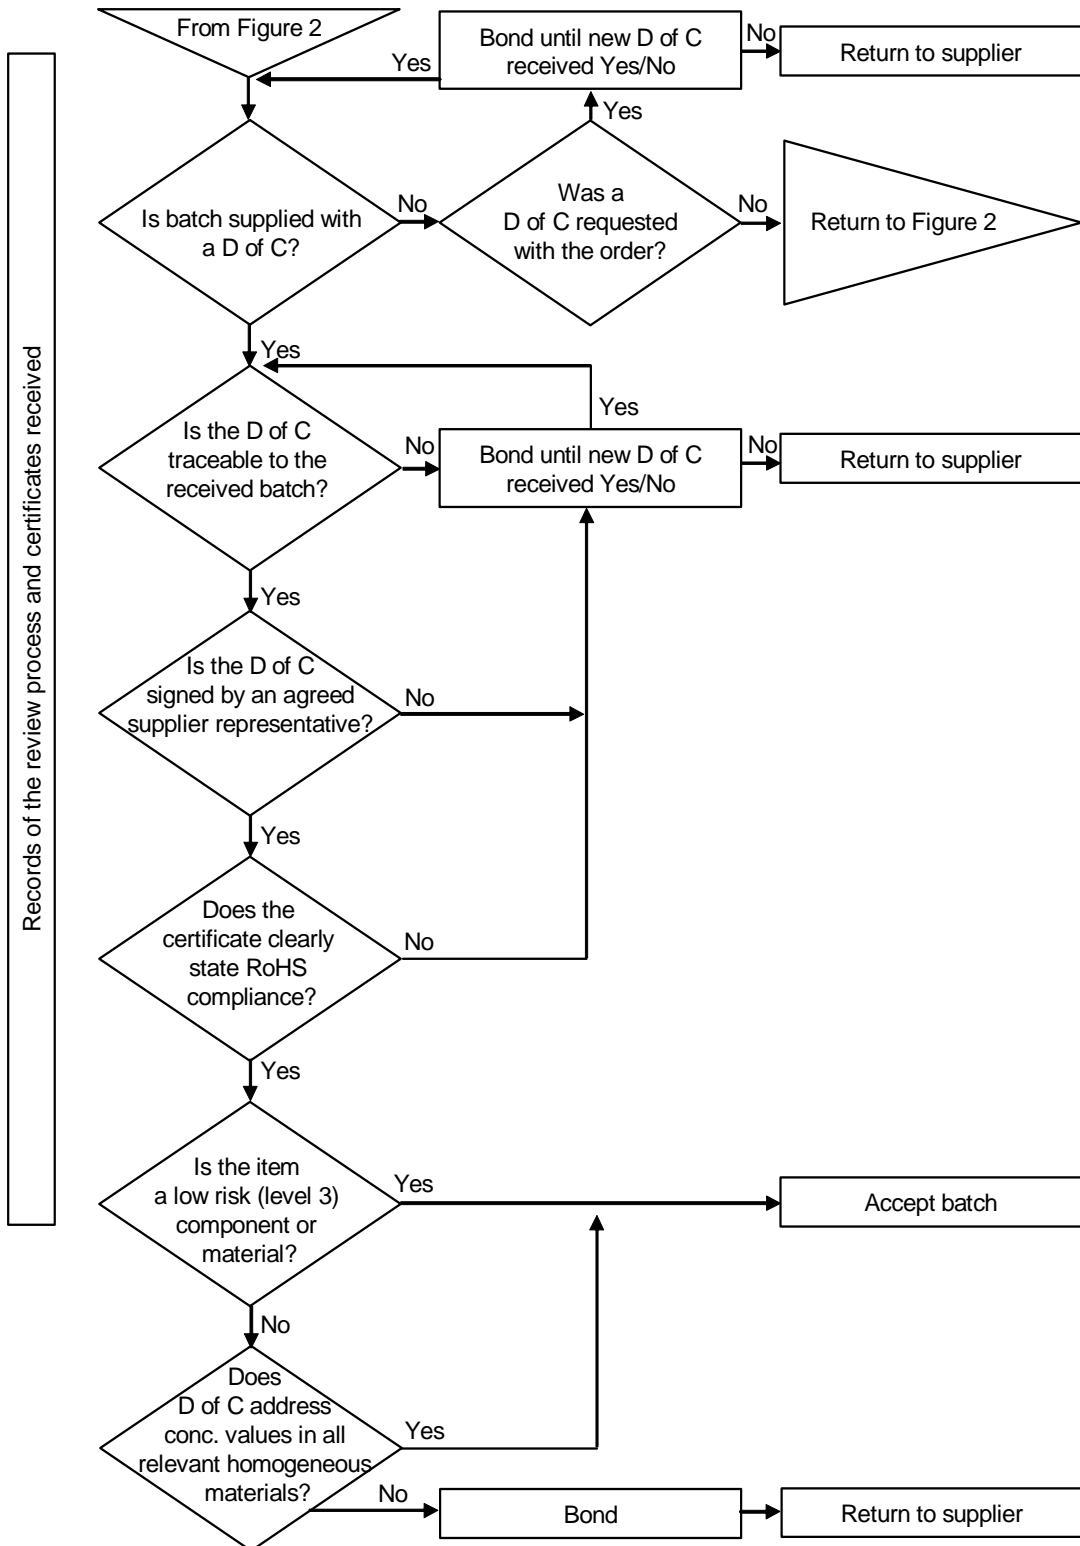 From Figure 2
Yes
Bond until new D of C
received Yes/No
No
Return to supplier
Yes
Is batch supplied with
a D of C?
No
Was a
D of C requested
with the order?
No
Return to Figure 2
Yes
Yes
Is the D of C
traceable to the
received batch?
No
Bond until new D of C
received Yes/No
No
Return to supplier
Yes
Is the D of C
signed by an agreed
supplier representative?
No
Yes
Does the
certificate clearly
state RoHS
compliance?
No
Yes
Is the item
a low risk (level 3)
component or
material?
Yes
Accept batch
No
Does
D of C address
conc. values in all
relevant homogeneous
materials?
Yes
No
Bond
Return to supplier
Records of the review process and certificates received